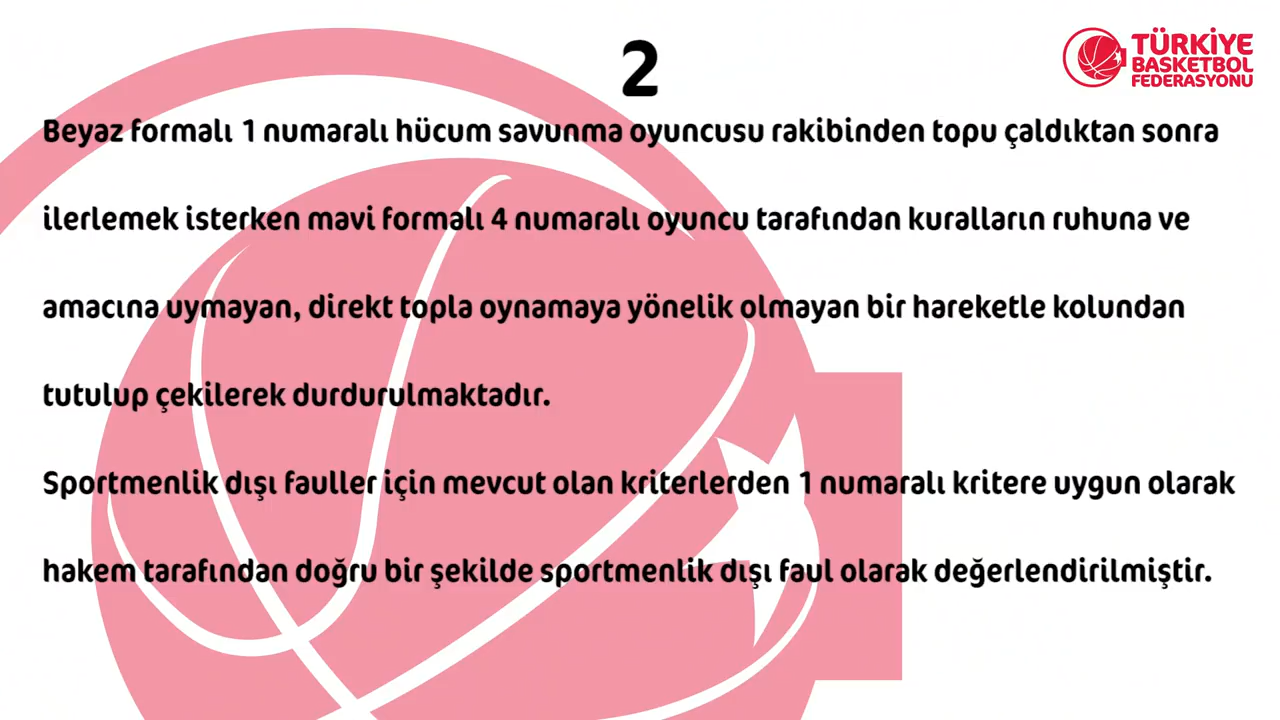 2
TÜRKİYE
BASKETBOL
FEDERASYONU
Beyaz formalı 1 numaralı hücum savunma oyuncusu rakibinden topu çaldıktan sonra
ilerlemek isterken mavi formalı 4 numaralı oyuncu tarafından kuralların ruhuna ve
amacına uymayan, direkt topla oynamaya yönelik olmayan bir hareketle kolundan
tutulup çekilerek durdurulmaktadır.
Sportmenlik dışı fauller için mevcut olan kriterlerden 1 numaralı kritere uygun olarak
hakem tarafından doğru bir şekilde sportmenlik dışı faul olarak değerlendirilmiştir.